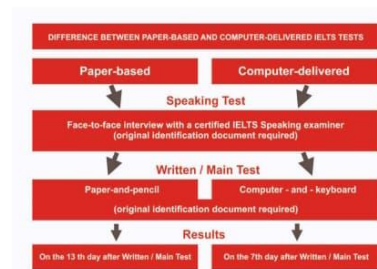 DIFFERENCE BETWEEN PAPER-BASED AND COMPUTER-DELIVERED IELTS TESTS
Paper-based
Computer-delivered
Speaking Test
Face-to-face interview with a certified IELTS Speaking examiner
(original identification document required)
Written / Main Test
Paper-and-pencil
Computer - and - keyboard
(original identification document required)
Results
On the 13 th day after Written / Main Test
On the 7th day after Written / Main Test